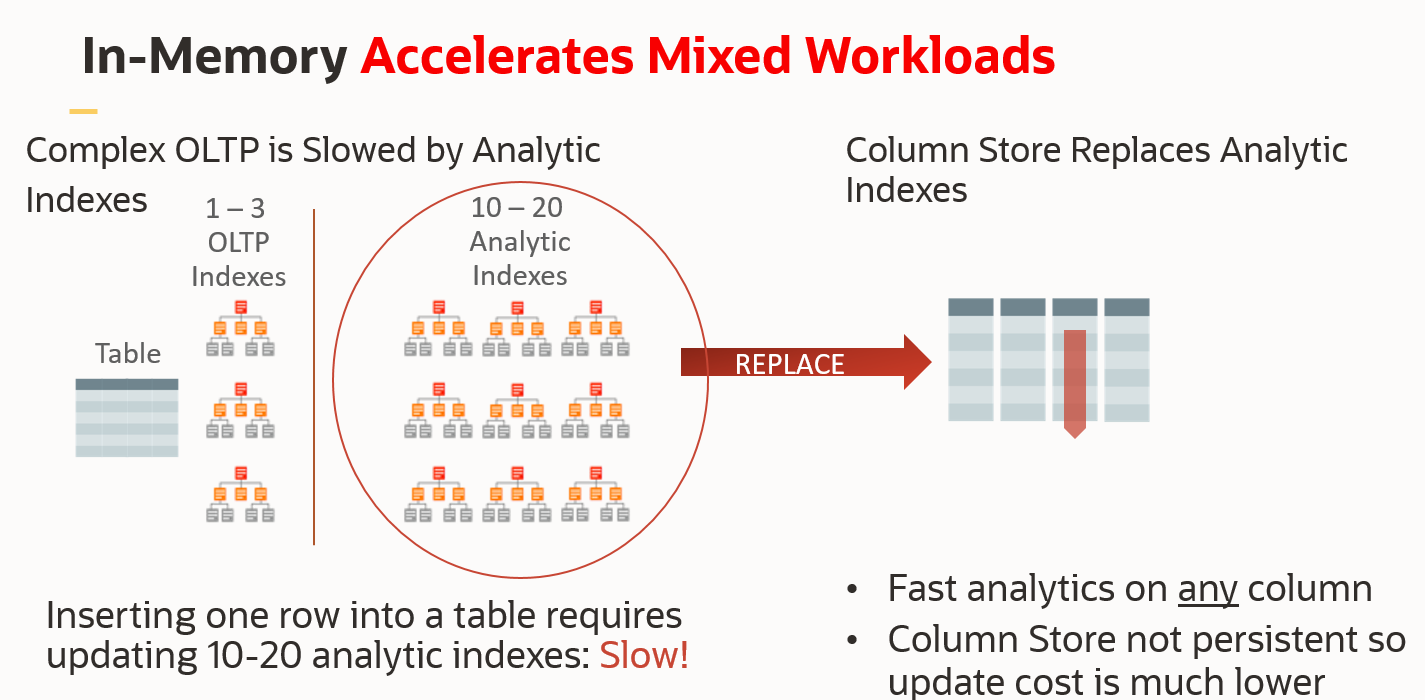 In-Memory Accelerates Mixed Workloads
Complex OLTP is Slowed by Analytic
Indexes
1 – 3
OLTP
Indexes
10 – 20
Analytic
Indexes
Table
Inserting one row into a table requires
updating 10-20 analytic indexes: Slow!
REPLACE
Column Store Replaces Analytic
Indexes
• Fast analytics on any column
• Column Store not persistent so
update cost is much lower